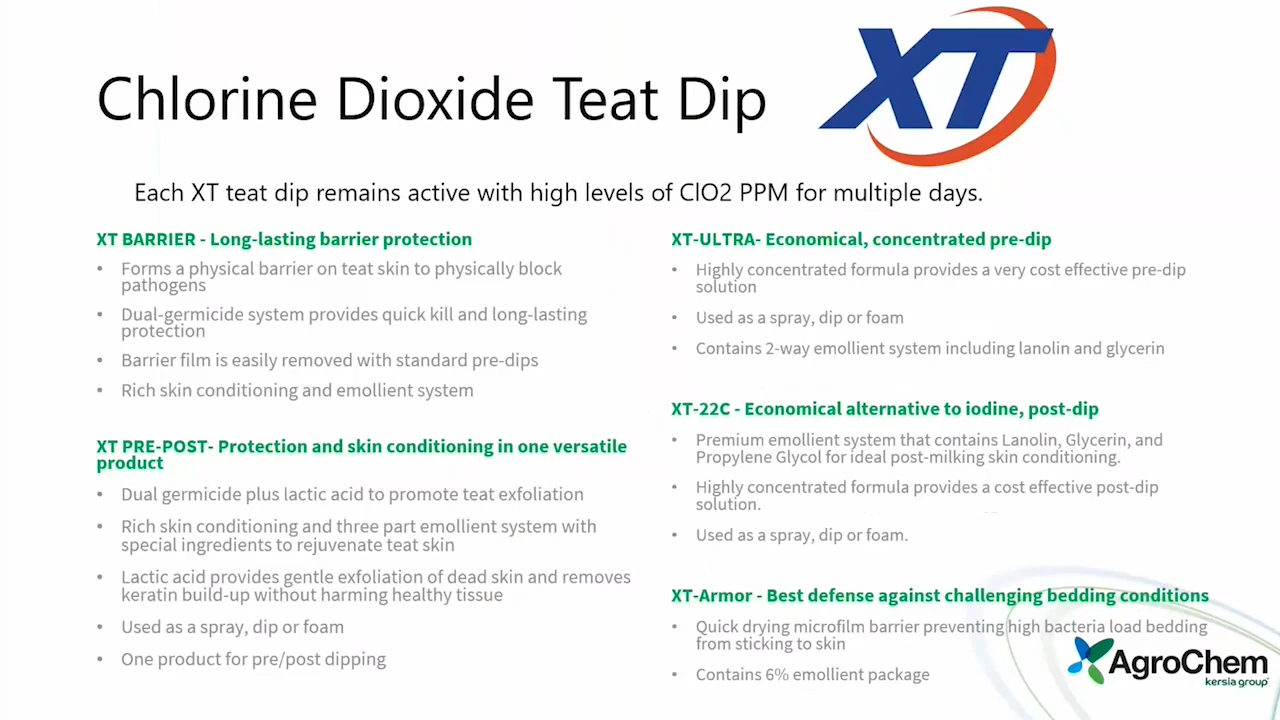 XT
Chlorine Dioxide Teat Dip
Each XT teat dip remains active with high levels of ClO2 PPM for multiple days.
XT BARRIER - Long-lasting barrier protection
• Forms a physical barrier on teat skin to physically block
pathogens
• Dual-germicide system provides quick kill and long-lasting
protection
• Barrier film is easily removed with standard pre-dips
• Rich skin conditioning and emollient system
XT PRE-POST- Protection and skin conditioning in one versatile
product
• Dual germicide plus lactic acid to promote teat exfoliation
• Rich skin conditioning and three part emollient system with
special ingredients to rejuvenate teat skin
• Lactic acid provides gentle exfoliation of dead skin and removes
keratin build-up without harming healthy tissue
• Used as a spray, dip or foam
• One product for pre/post dipping
XT-ULTRA- Economical, concentrated pre-dip
• Highly concentrated formula provides a very cost effective pre-dip
solution
• Used as a spray, dip or foam
• Contains 2-way emollient system including lanolin and glycerin
XT-22C - Economical alternative to iodine, post-dip
• Premium emollient system that contains Lanolin, Glycerin, and
Propylene Glycol for ideal post-milking skin conditioning.
• Highly concentrated formula provides a cost effective post-dip
solution.
• Used as a spray, dip or foam.
XT-Armor - Best defense against challenging bedding conditions
• Quick drying microfilm barrier preventing high bacteria load bedding
from sticking to skin
• Contains 6% emollient package
AgroChem
kersia group